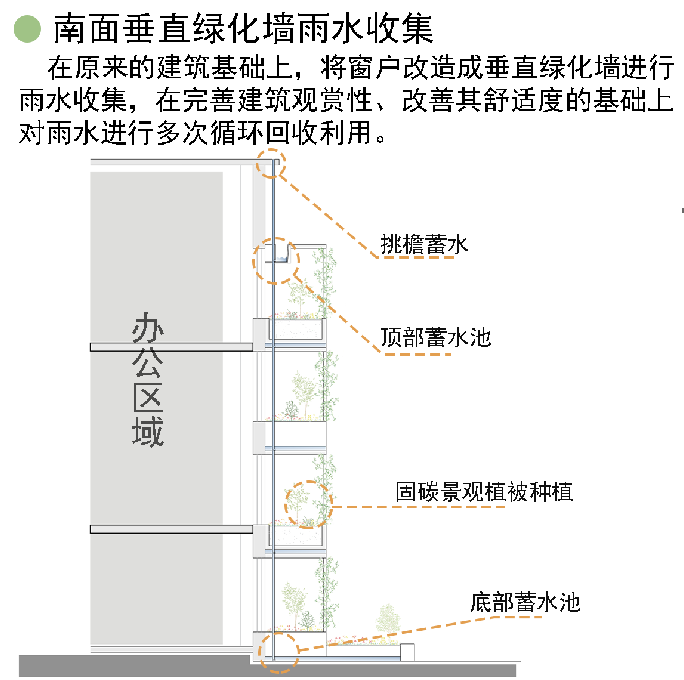 南面垂直绿化墙雨水收集
在原来的建筑基础上，将窗户改造成垂直绿化墙进行
雨水收集，在完善建筑观赏性、改善其舒适度的基础上
对雨水进行多次循环回收利用。
挑檐蓄水
顶部蓄水池
办公区域
固碳景观植被种植
底部蓄水池